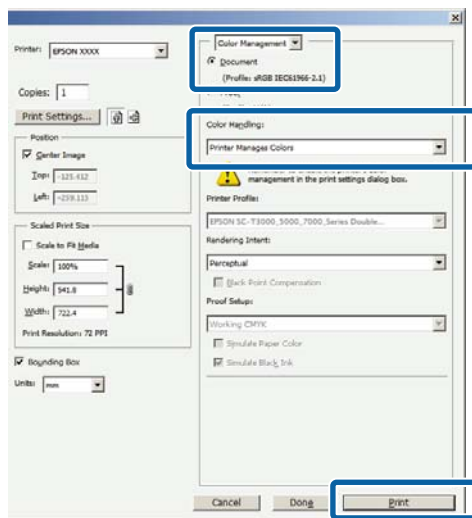 Printer: EPSON XXXX
Copies: 1
Print Settings...
Position
Center Image
Top: -125.412
Left: -259.113
Scaled Print Size
Scale to Fit Media
Scale: 100%
Height: 541.8
Width: 722.4
Print Resolution: 72 PPI
Bounding Box
Units: mm
Color Management
Document
(Profile: sRGB IEC61966-2.1)
Color Handling:
Printer Manages Colors
management in the print settings dialog box.
Printer Profile:
EPSON SC-T3000_5000_7000_Series Double...
Rendering Intent:
Perceptual
Black Point Compensation
Proof Setup:
Working CMYK
Simulate Paper Color
Simulate Black Ink
Cancel
Done
Print